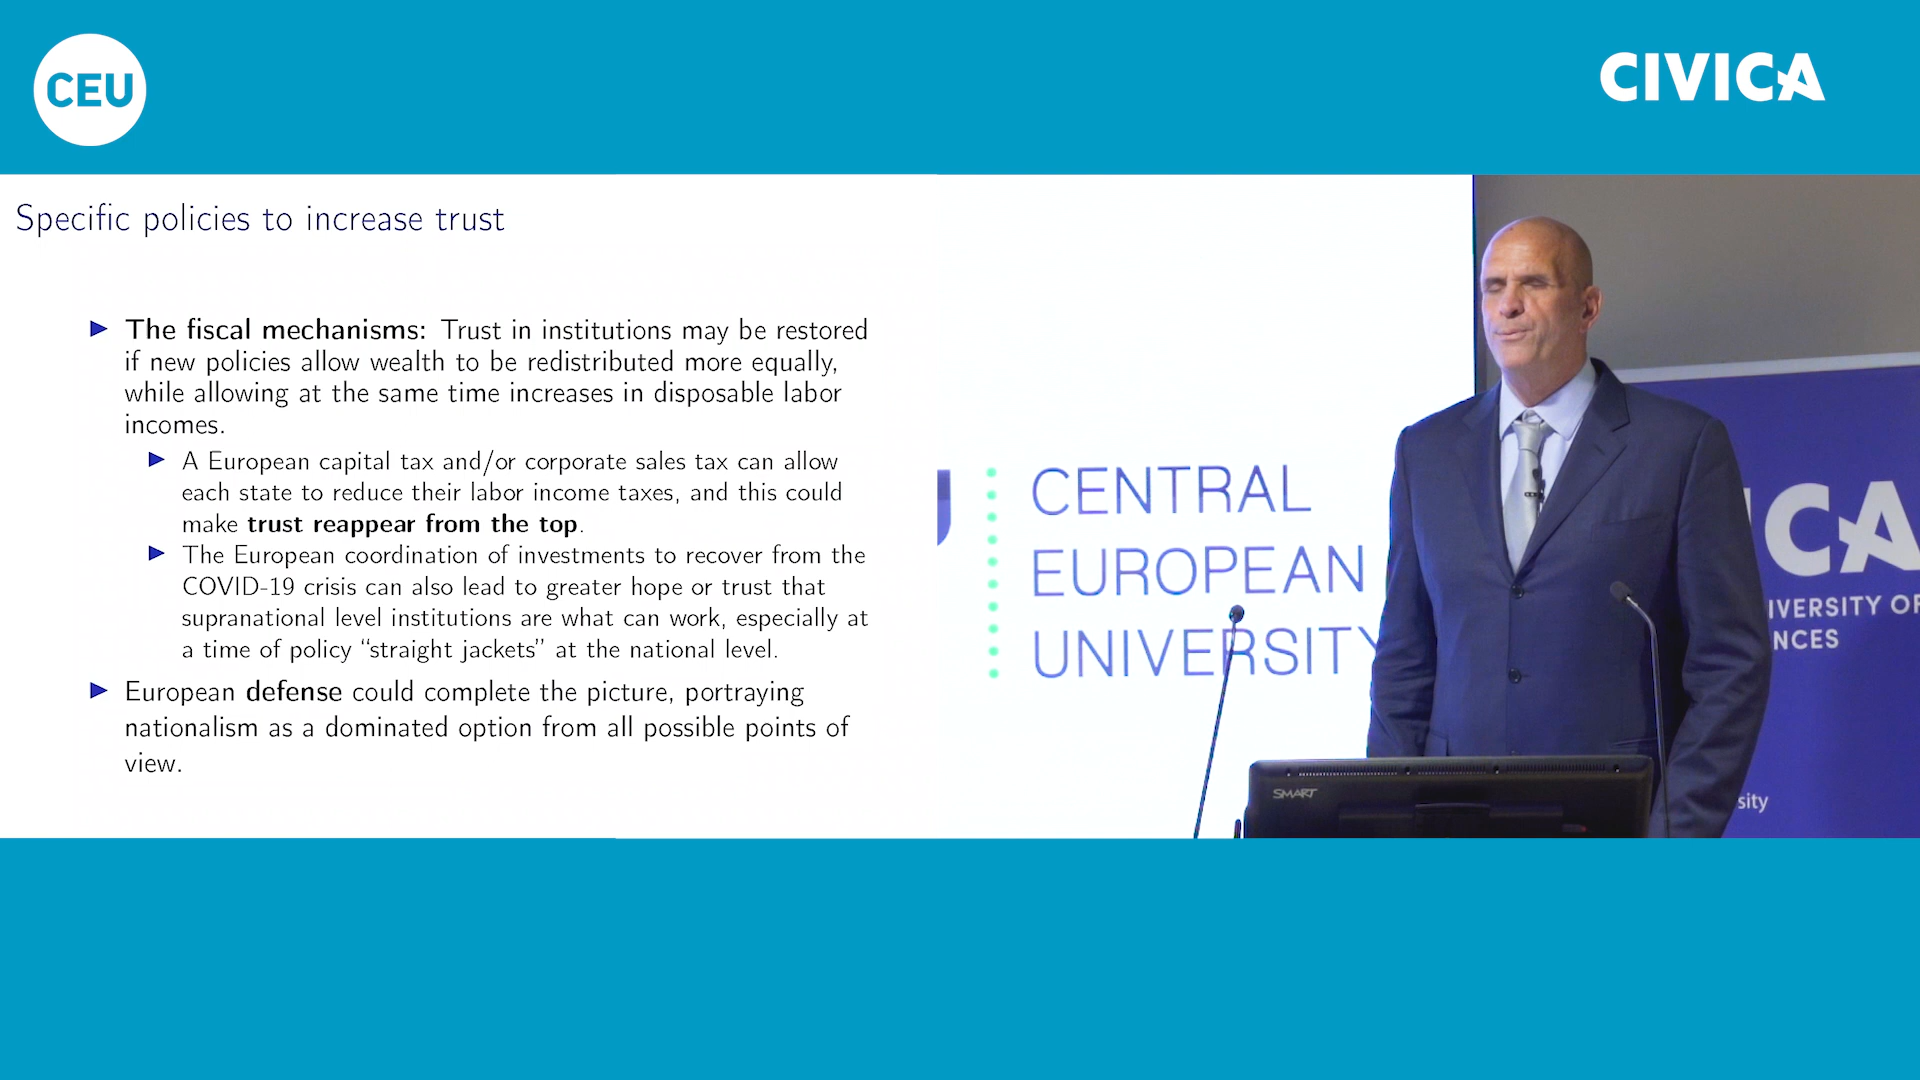 CEU
CIVICA
Specific policies to increase trust
The fiscal mechanisms: Trust in institutions may be restored
if new policies allow wealth to be redistributed more equally,
while allowing at the same time increases in disposable labor
incomes.
A European capital tax and/or corporate sales tax can allow
each state to reduce their labor income taxes, and this could
make trust reappear from the top.
The European coordination of investments to recover from the
COVID-19 crisis can also lead to greater hope or trust that
supranational level institutions are what can work, especially at
a time of policy “straight jackets” at the national level.
European defense could complete the picture, portraying
nationalism as a dominated option from all possible points of
view.
CENTRAL
EUROPEAN
UNIVERSITY
ICA
IVERSITY OF
NCES
sity
SMART